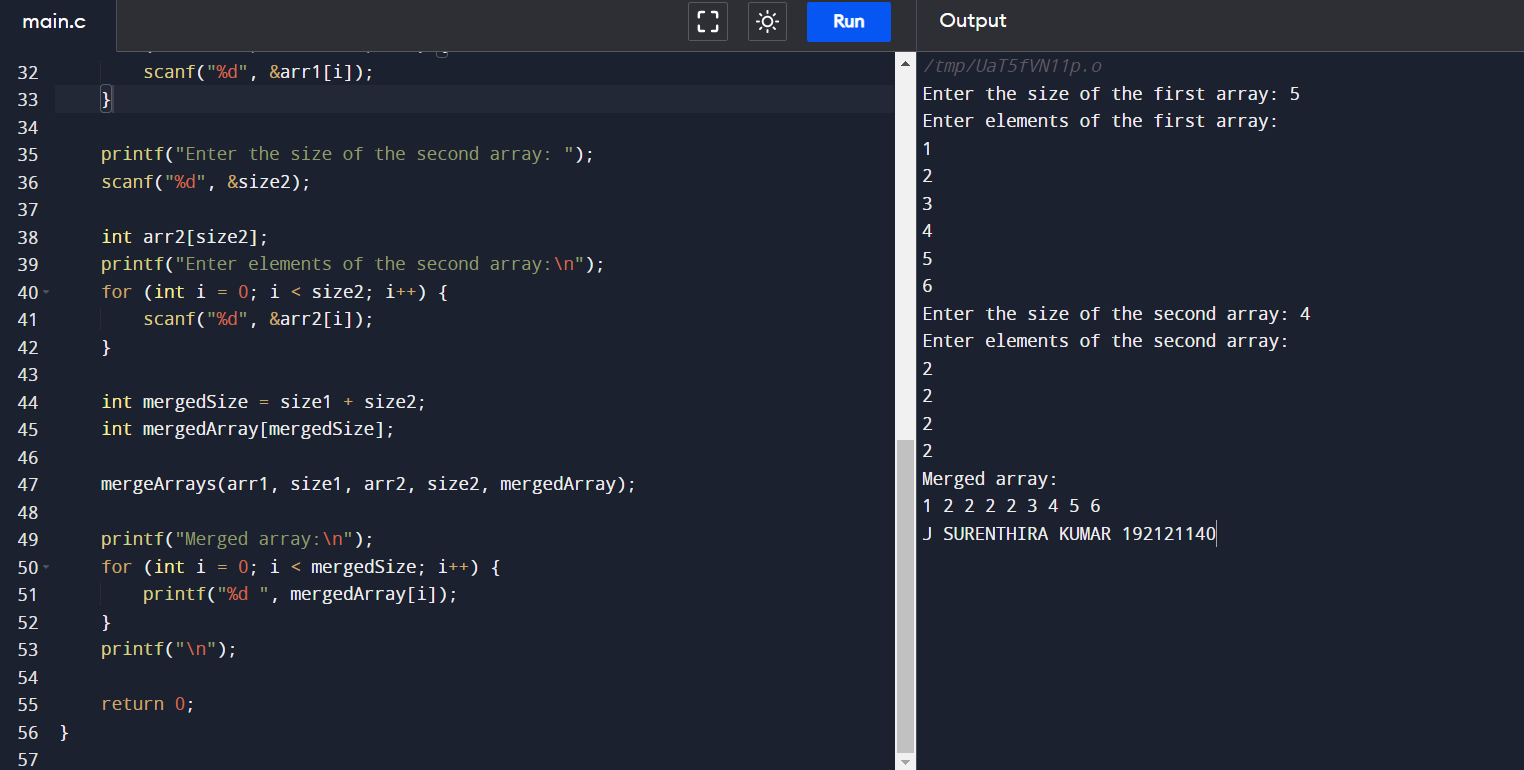 main.c
Run
Output
32 scanf("%d", &arr1[i]);
33 }
34
35 printf("Enter the size of the second array: ");
36 scanf("%d", &size2);
37
38 int arr2[size2];
39 printf("Enter elements of the second array:\n");
40 for (int i = 0; i < size2; i++) {
41 scanf("%d", &arr2[i]);
42 }
43
44 int mergedSize = size1 + size2;
45 int mergedArray[mergedSize];
46
47 mergeArrays(arr1, size1, arr2, size2, mergedArray);
48
49 printf("Merged array:\n");
50 for (int i = 0; i < mergedSize; i++) {
51 printf("%d ", mergedArray[i]);
52 }
53 printf("\n");
54
55 return 0;
56 }
57
/tmp/UaT5fVN11p.o
Enter the size of the first array: 5
Enter elements of the first array:
1
2
3
4
5
6
Enter the size of the second array: 4
Enter elements of the second array:
2
2
2
2
Merged array:
1 2 2 2 2 3 4 5 6
J SURENTHIRA KUMAR 192121140